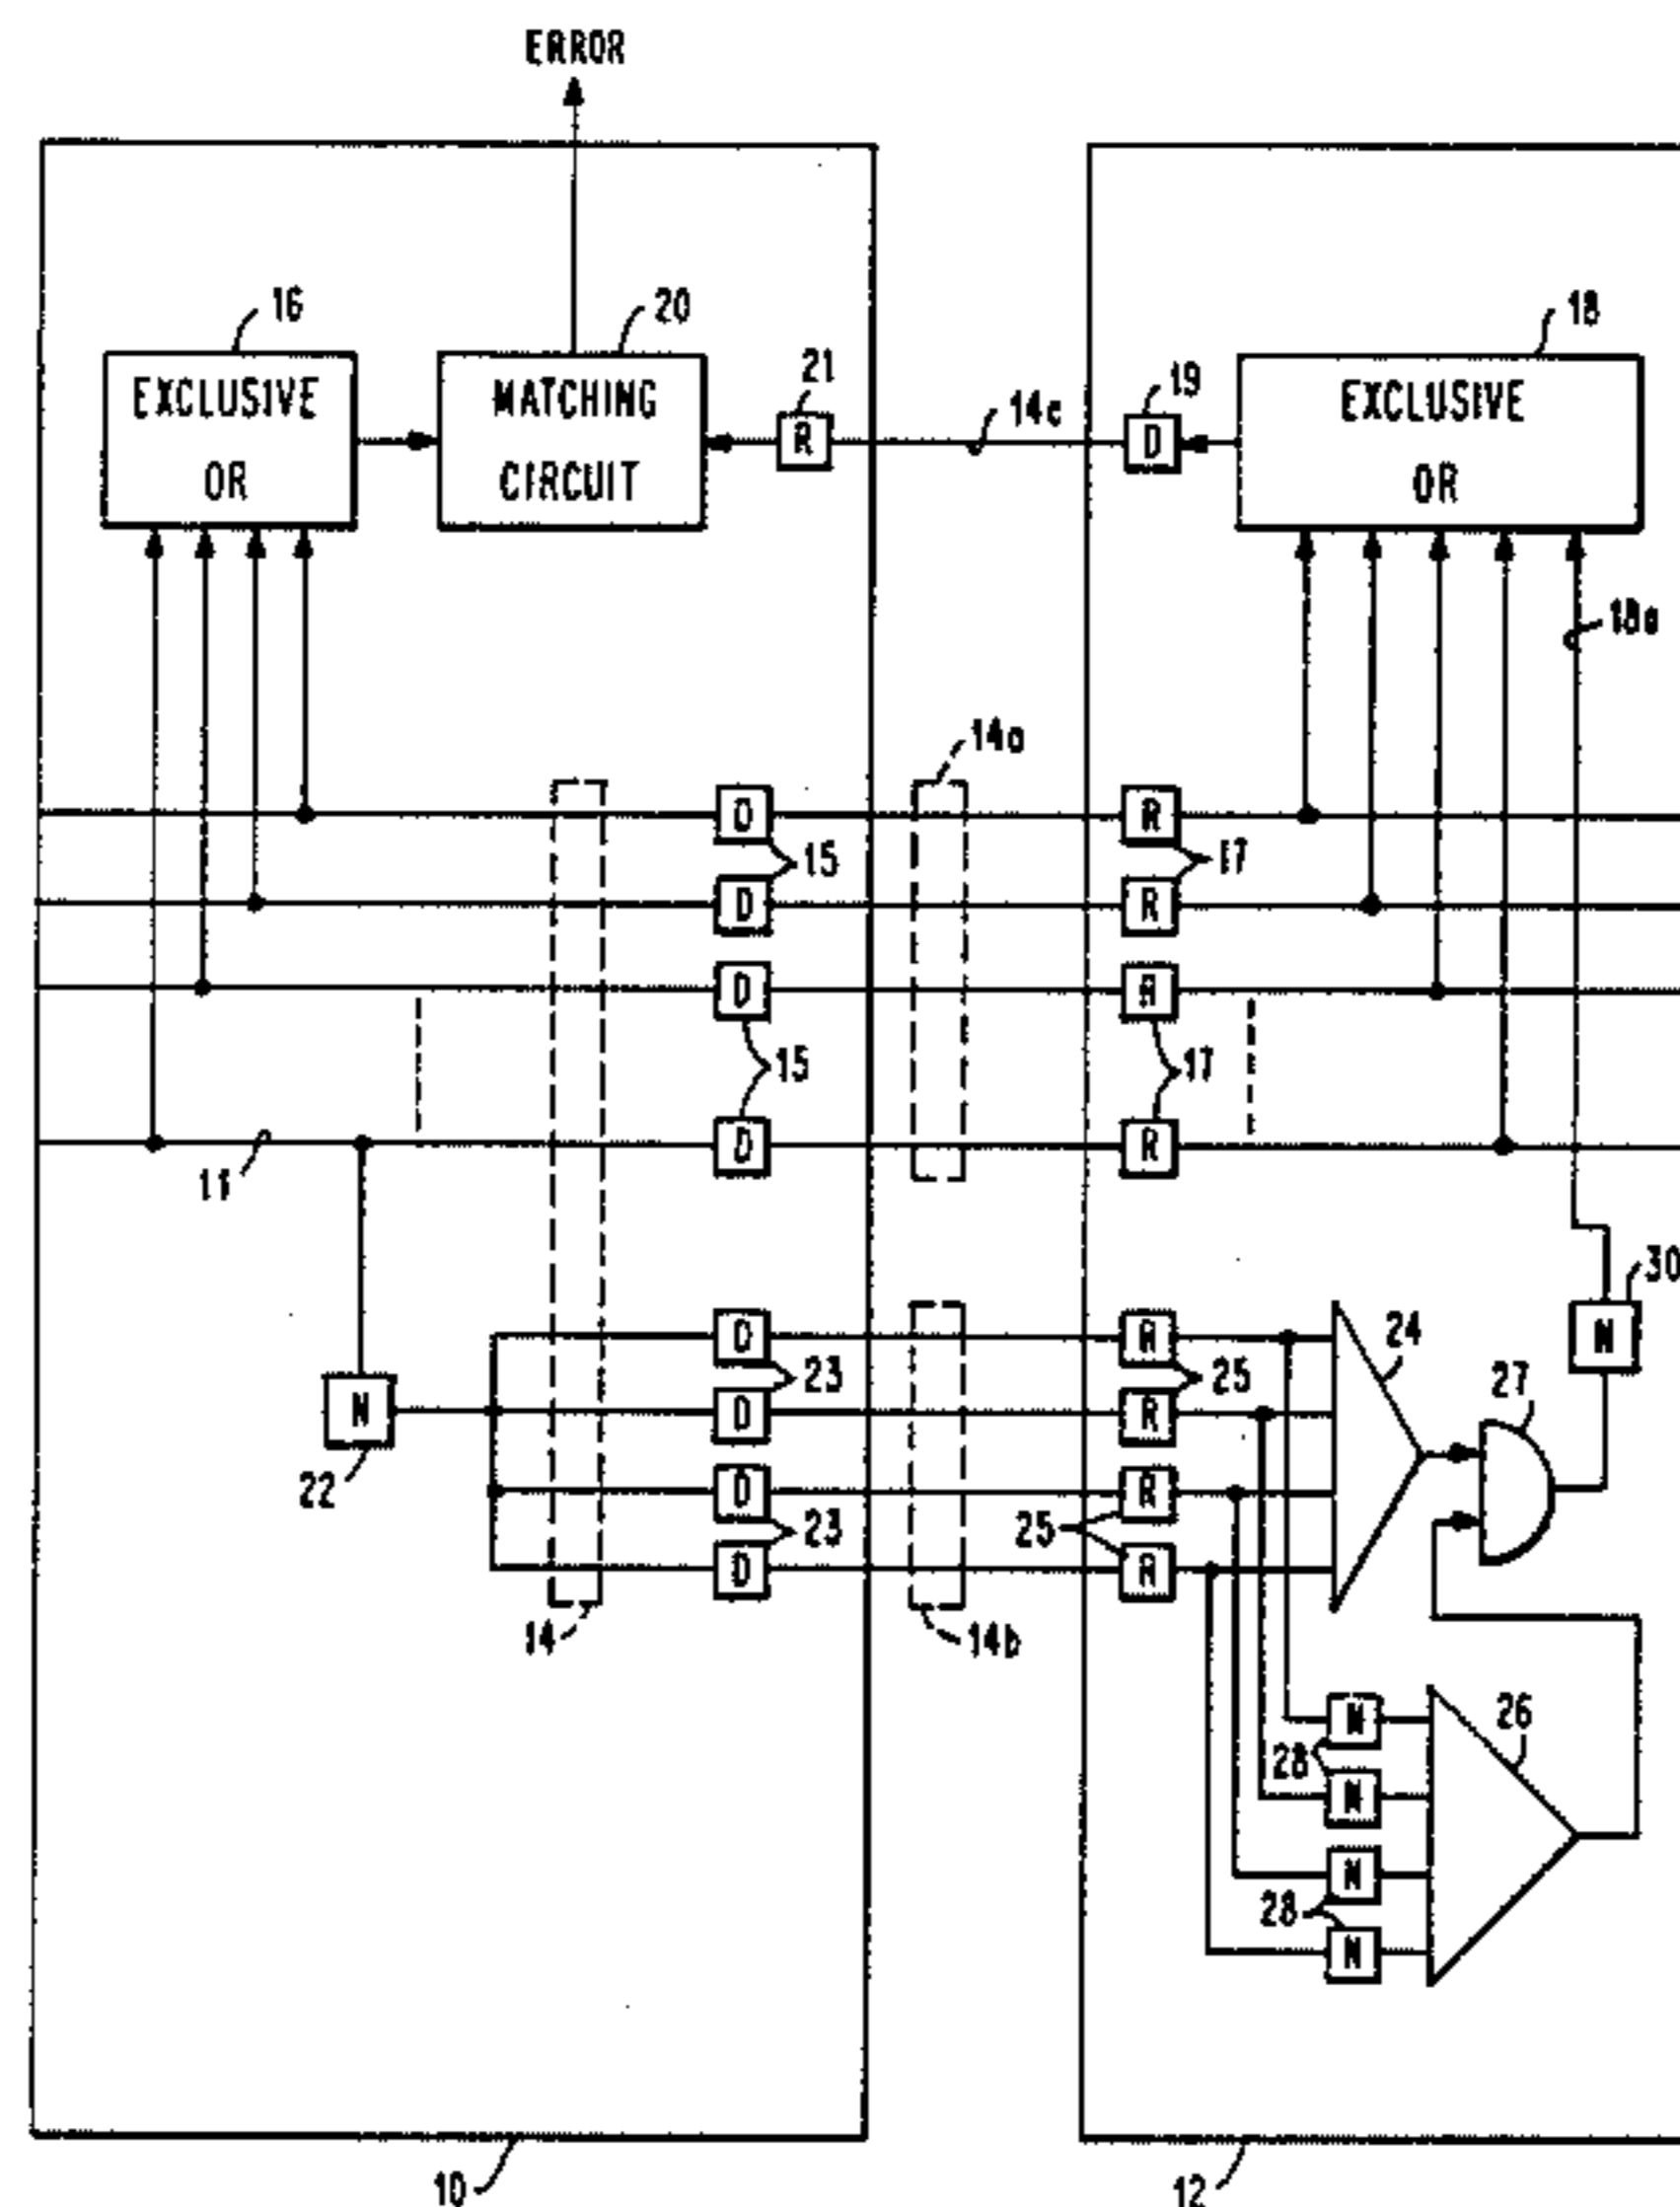 ERROR
16
20
18
EXCLUSIVE
OR
MATCHING
CIRCUIT
21
R
14c
19
D
EXCLUSIVE
OR
18a
14a
D
R
15
17
D
R
D
R
15
17
D
R
11
30
N
24
27
D
R
23
25
N
D
R
22
D
R
23
25
D
R
14
14b
26
N
28
N
N
28
N
10
12